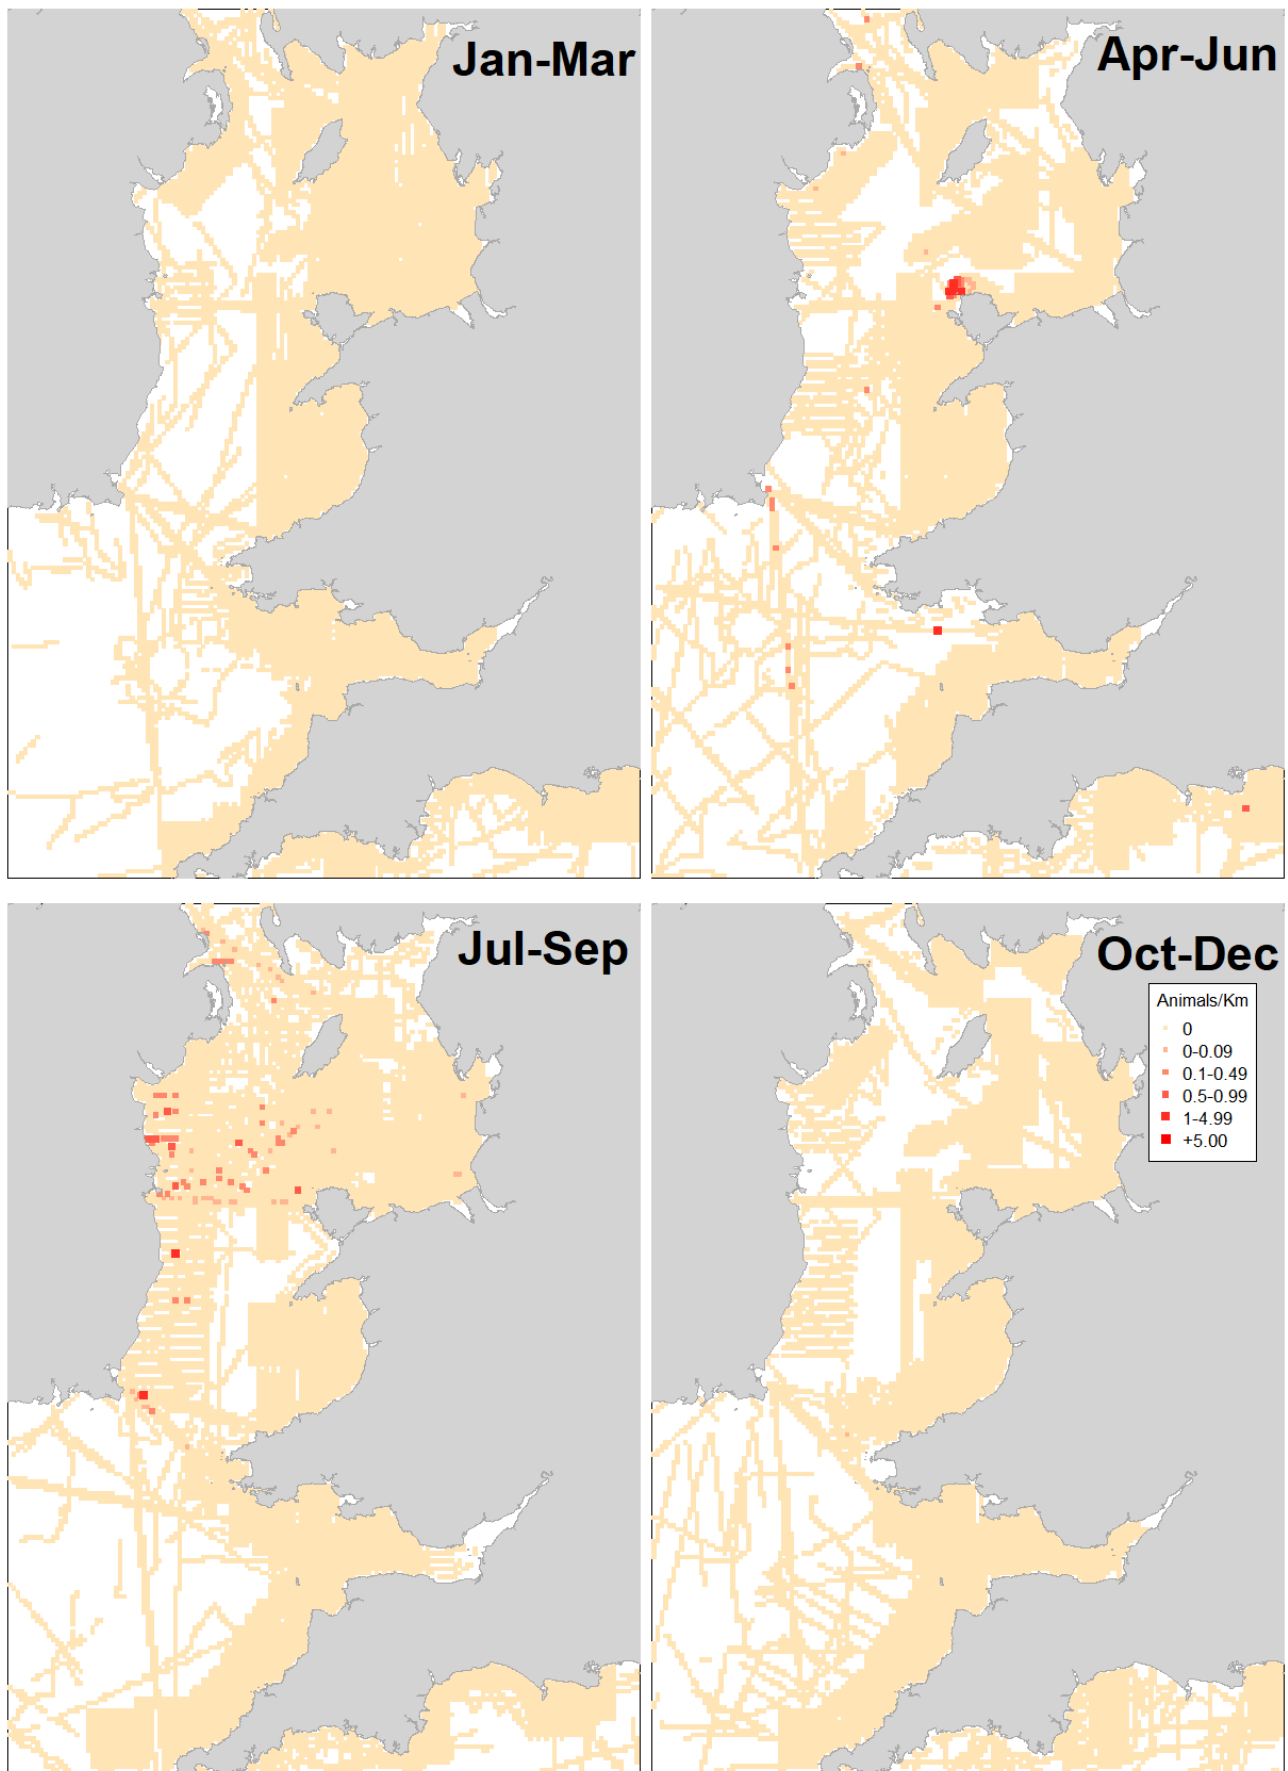 Jan-Mar
Apr-Jun
Jul-Sep
Oct-Dec
Animals/Km
0
0-0.09
0.1-0.49
0.5-0.99
1-4.99
+5.00